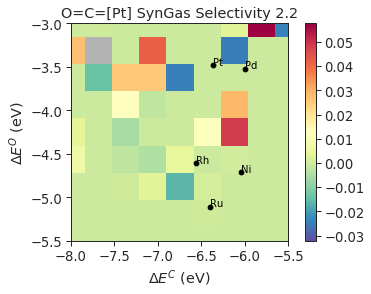 O=C=[Pt] SynGas Selectivity 2.2
−3.0
−3.5
−4.0
−4.5
−5.0
−5.5
ΔE^O (eV)
Pt
Pd
Rh
Ni
Ru
−8.0 −7.5 −7.0 −6.5 −6.0 −5.5
ΔE^C (eV)
0.05
0.04
0.03
0.02
0.01
0.00
−0.01
−0.02
−0.03